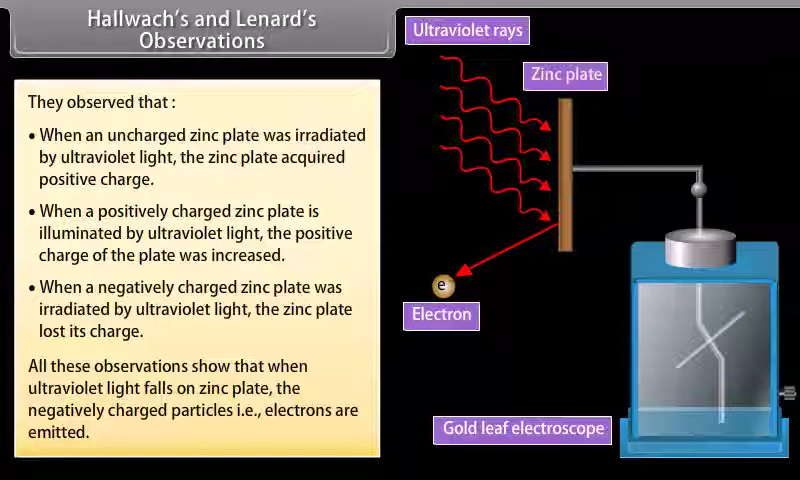 Hallwach's and Lenard's
Observations
They observed that :
• When an uncharged zinc plate was irradiated
by ultraviolet light, the zinc plate acquired
positive charge.
• When a positively charged zinc plate is
illuminated by ultraviolet light, the positive
charge of the plate was increased.
• When a negatively charged zinc plate was
irradiated by ultraviolet light, the zinc plate
lost its charge.
All these observations show that when
ultraviolet light falls on zinc plate, the
negatively charged particles i.e., electrons are
emitted.
Ultraviolet rays
Zinc plate
e
Electron
Gold leaf electroscope